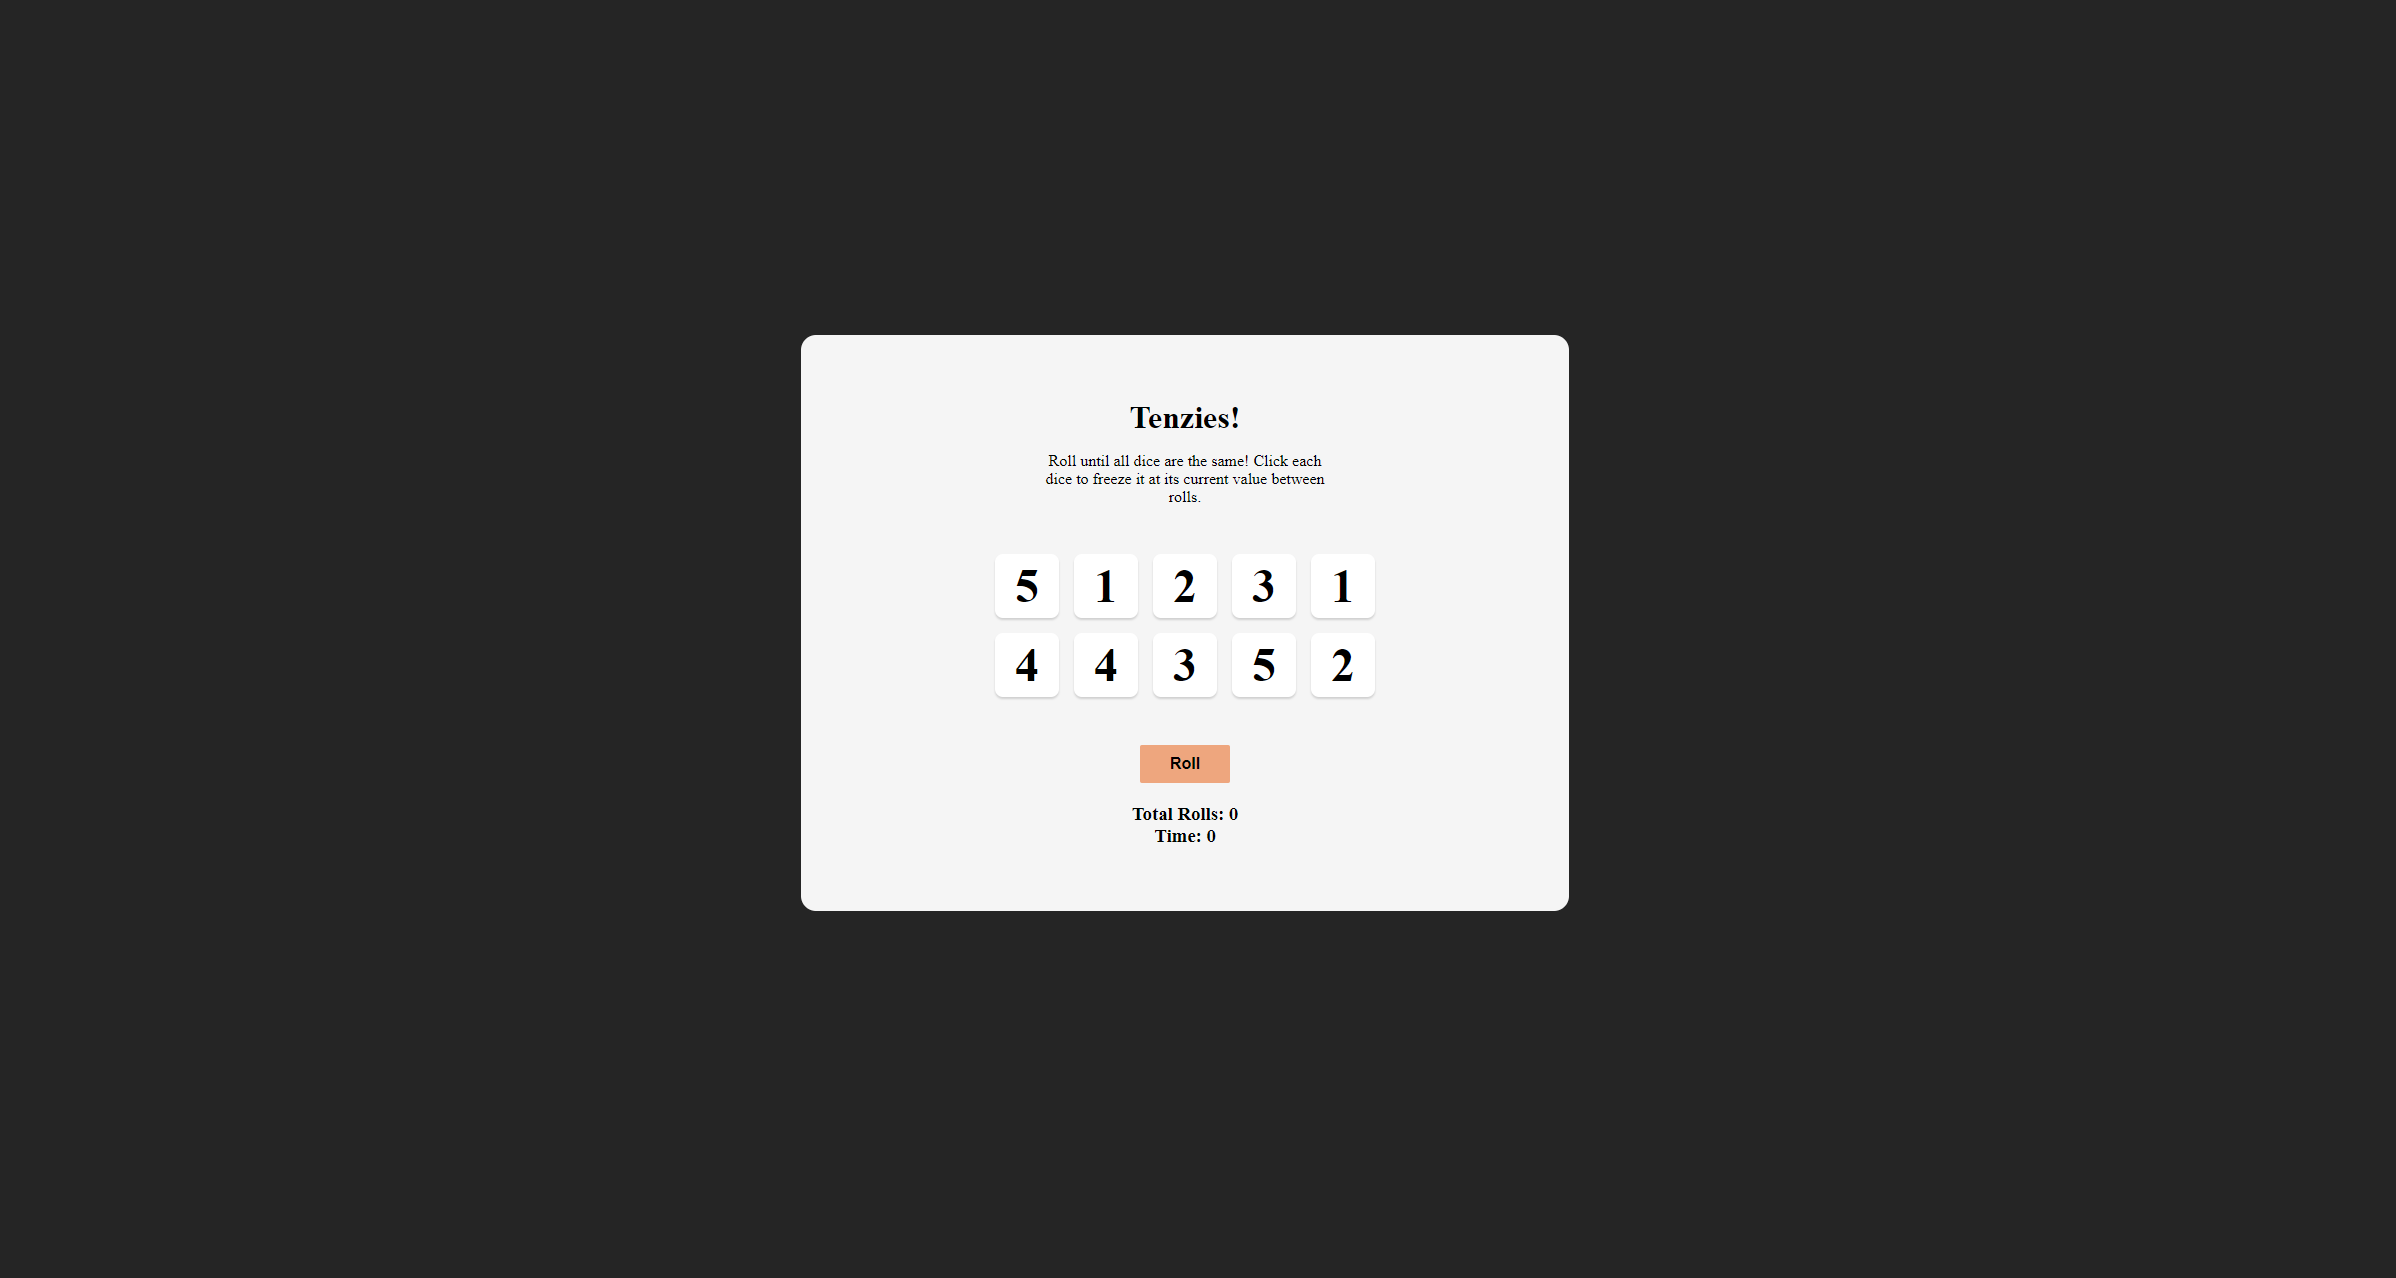 Tenzies!
Roll until all dice are the same! Click each
dice to freeze it at its current value between
rolls.
5 1 2 3 1
4 4 3 5 2
Roll
Total Rolls: 0
Time: 0